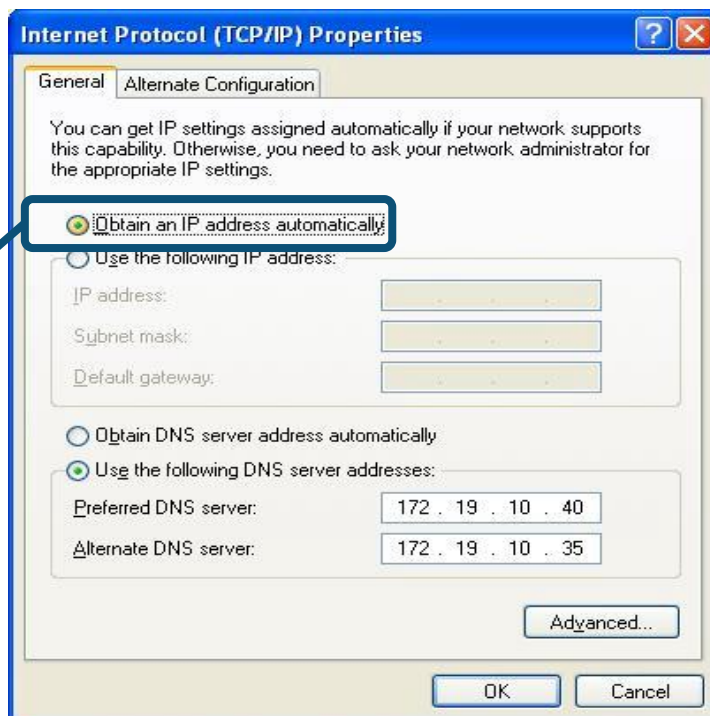 Internet Protocol (TCP/IP) Properties
General Alternate Configuration
You can get IP settings assigned automatically if your network supports
this capability. Otherwise, you need to ask your network administrator for
the appropriate IP settings.
Obtain an IP address automatically
Use the following IP address:
IP address:
Subnet mask:
Default gateway:
Obtain DNS server address automatically
Use the following DNS server addresses:
Preferred DNS server: 172 . 19 . 10 . 40
Alternate DNS server: 172 . 19 . 10 . 35
Advanced...
OK Cancel